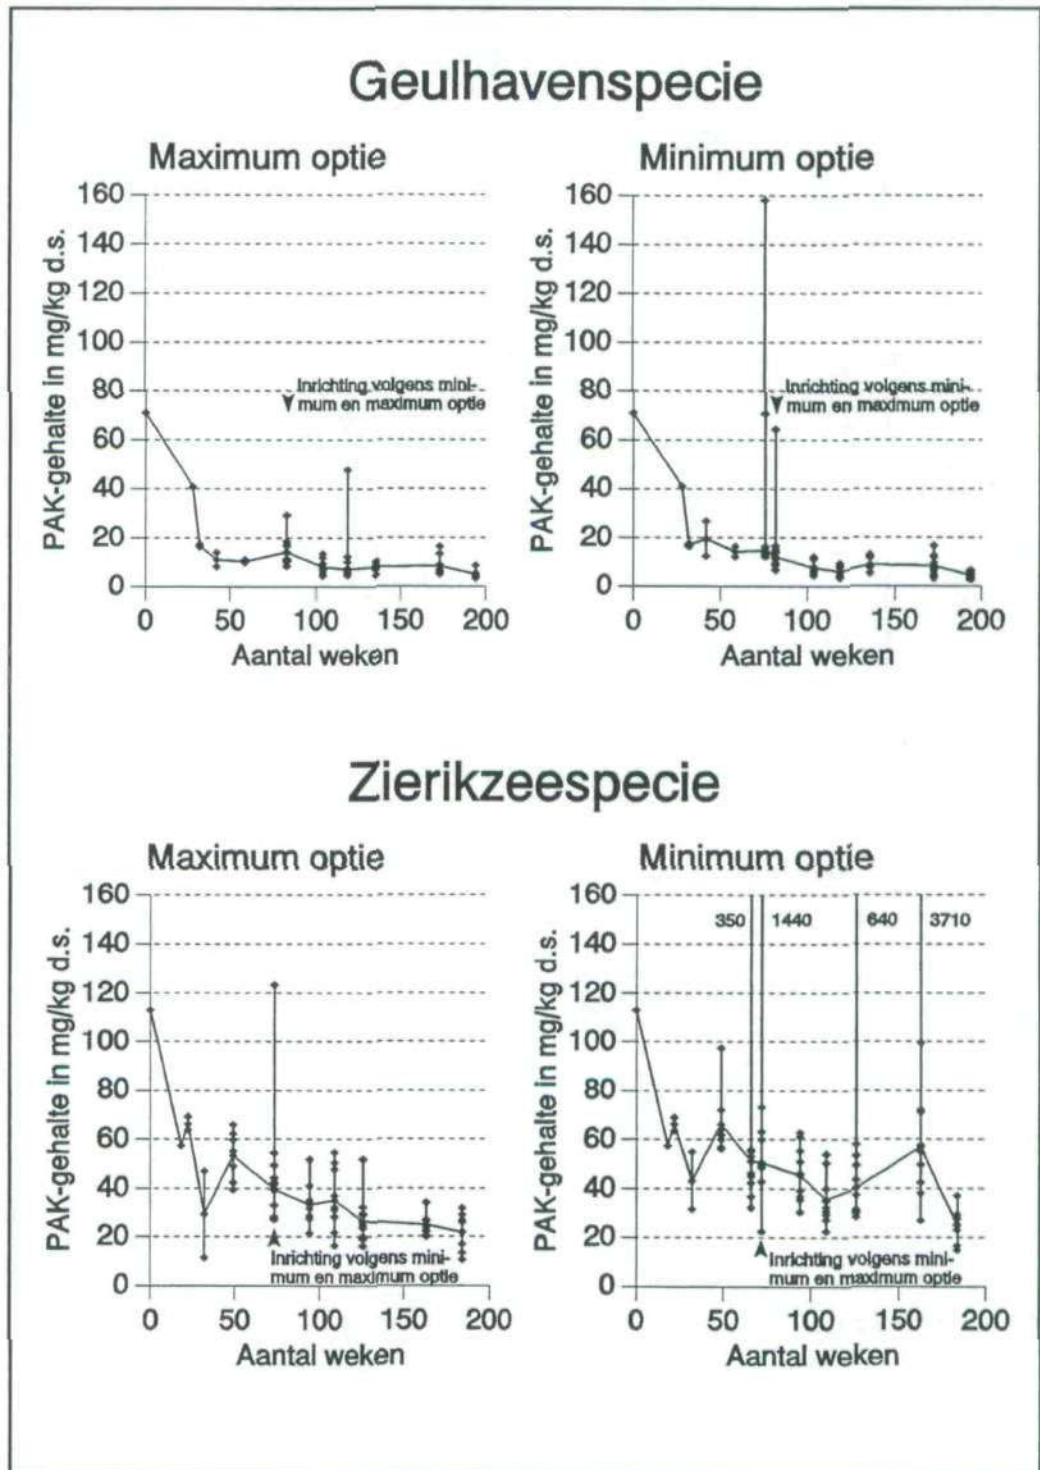 Geulhavenspecie
Maximum optie
PAK-gehalte in mg/kg d.s.
160
140
120
100
80
60
40
20
0
Inrichting volgens mini-
mum en maximum optie
0 50 100 150 200
Aantal weken
Minimum optie
PAK-gehalte in mg/kg d.s.
160
140
120
100
80
60
40
20
0
Inrichting volgens mini-
mum en maximum optie
0 50 100 150 200
Aantal weken
Zierikzeespecie
Maximum optie
PAK-gehalte in mg/kg d.s.
160
140
120
100
80
60
40
20
0
Inrichting volgens mini-
mum en maximum optie
0 50 100 150 200
Aantal weken
Minimum optie
PAK-gehalte in mg/kg d.s.
160
140
120
100
80
60
40
20
0
350 1440 640 3710
Inrichting volgens mini-
mum en maximum optie
0 50 100 150 200
Aantal weken